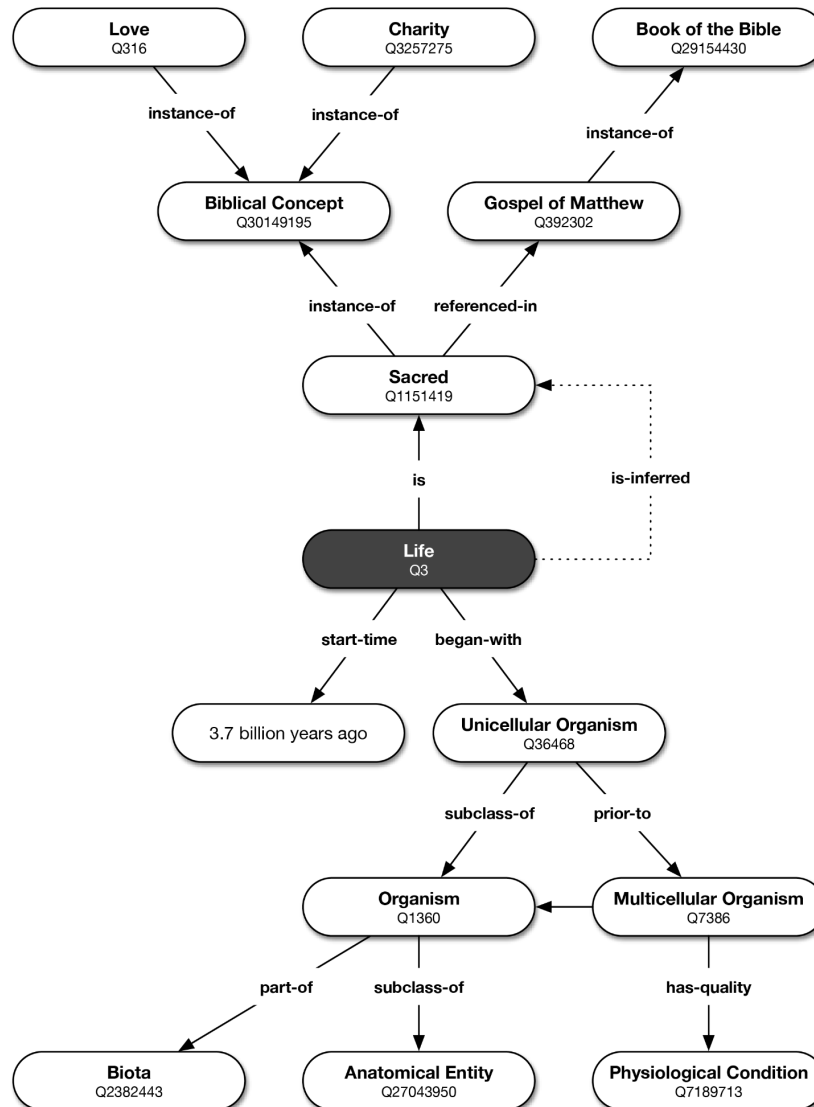 Love
Q316
Charity
Q3257275
Book of the Bible
Q29154430
instance-of
instance-of
instance-of
Biblical Concept
Q30149195
Gospel of Matthew
Q392302
instance-of
referenced-in
Sacred
Q1151419
is
is-inferred
Life
Q3
start-time
began-with
3.7 billion years ago
Unicellular Organism
Q36468
subclass-of
prior-to
Organism
Q1360
Multicellular Organism
Q7386
part-of
subclass-of
has-quality
Biota
Q2382443
Anatomical Entity
Q27043950
Physiological Condition
Q7189713